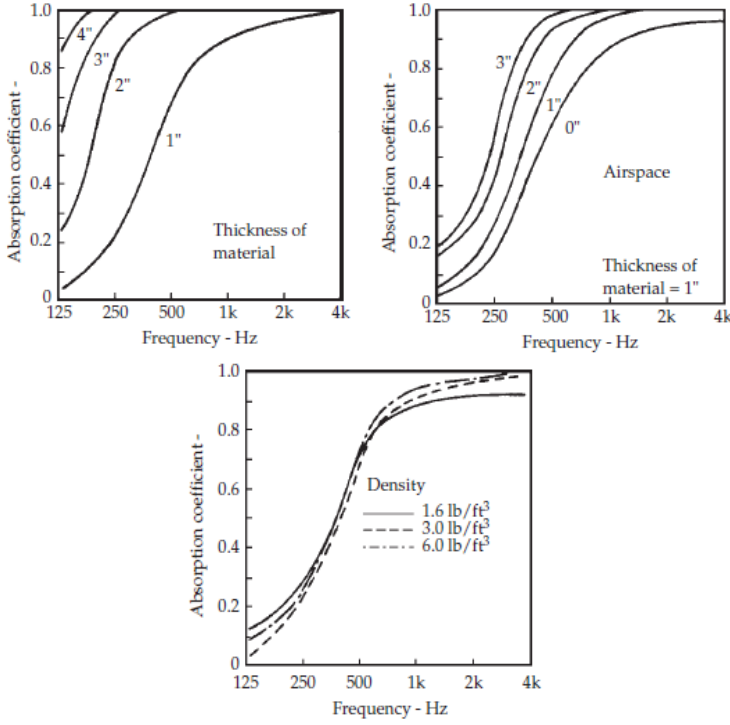 1.0
0.8
0.6
0.4
0.2
0
Absorption coefficient -
4"
3"
2"
1"
Thickness of
material
125 250 500 1k 2k 4k
Frequency - Hz
1.0
0.8
0.6
0.4
0.2
0
Absorption coefficient -
3"
2"
1"
0"
Airspace
Thickness of
material = 1"
125 250 500 1k 2k 4k
Frequency - Hz
1.0
0.8
0.6
0.4
0.2
0
Absorption coefficient -
Density
1.6 lb/ft³
3.0 lb/ft³
6.0 lb/ft³
125 250 500 1k 2k 4k
Frequency - Hz